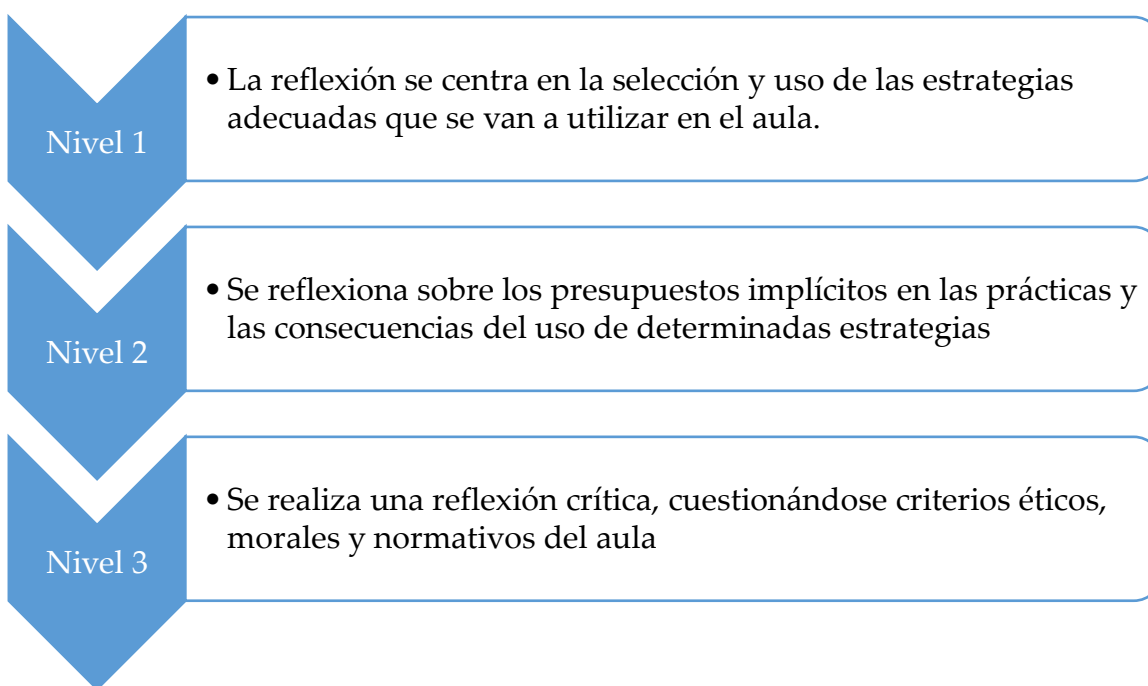 Nivel 1
• La reflexión se centra en la selección y uso de las estrategias
adecuadas que se van a utilizar en el aula.
Nivel 2
• Se reflexiona sobre los presupuestos implícitos en las prácticas y
las consecuencias del uso de determinadas estrategias
Nivel 3
• Se realiza una reflexión crítica, cuestionándose criterios éticos,
morales y normativos del aula